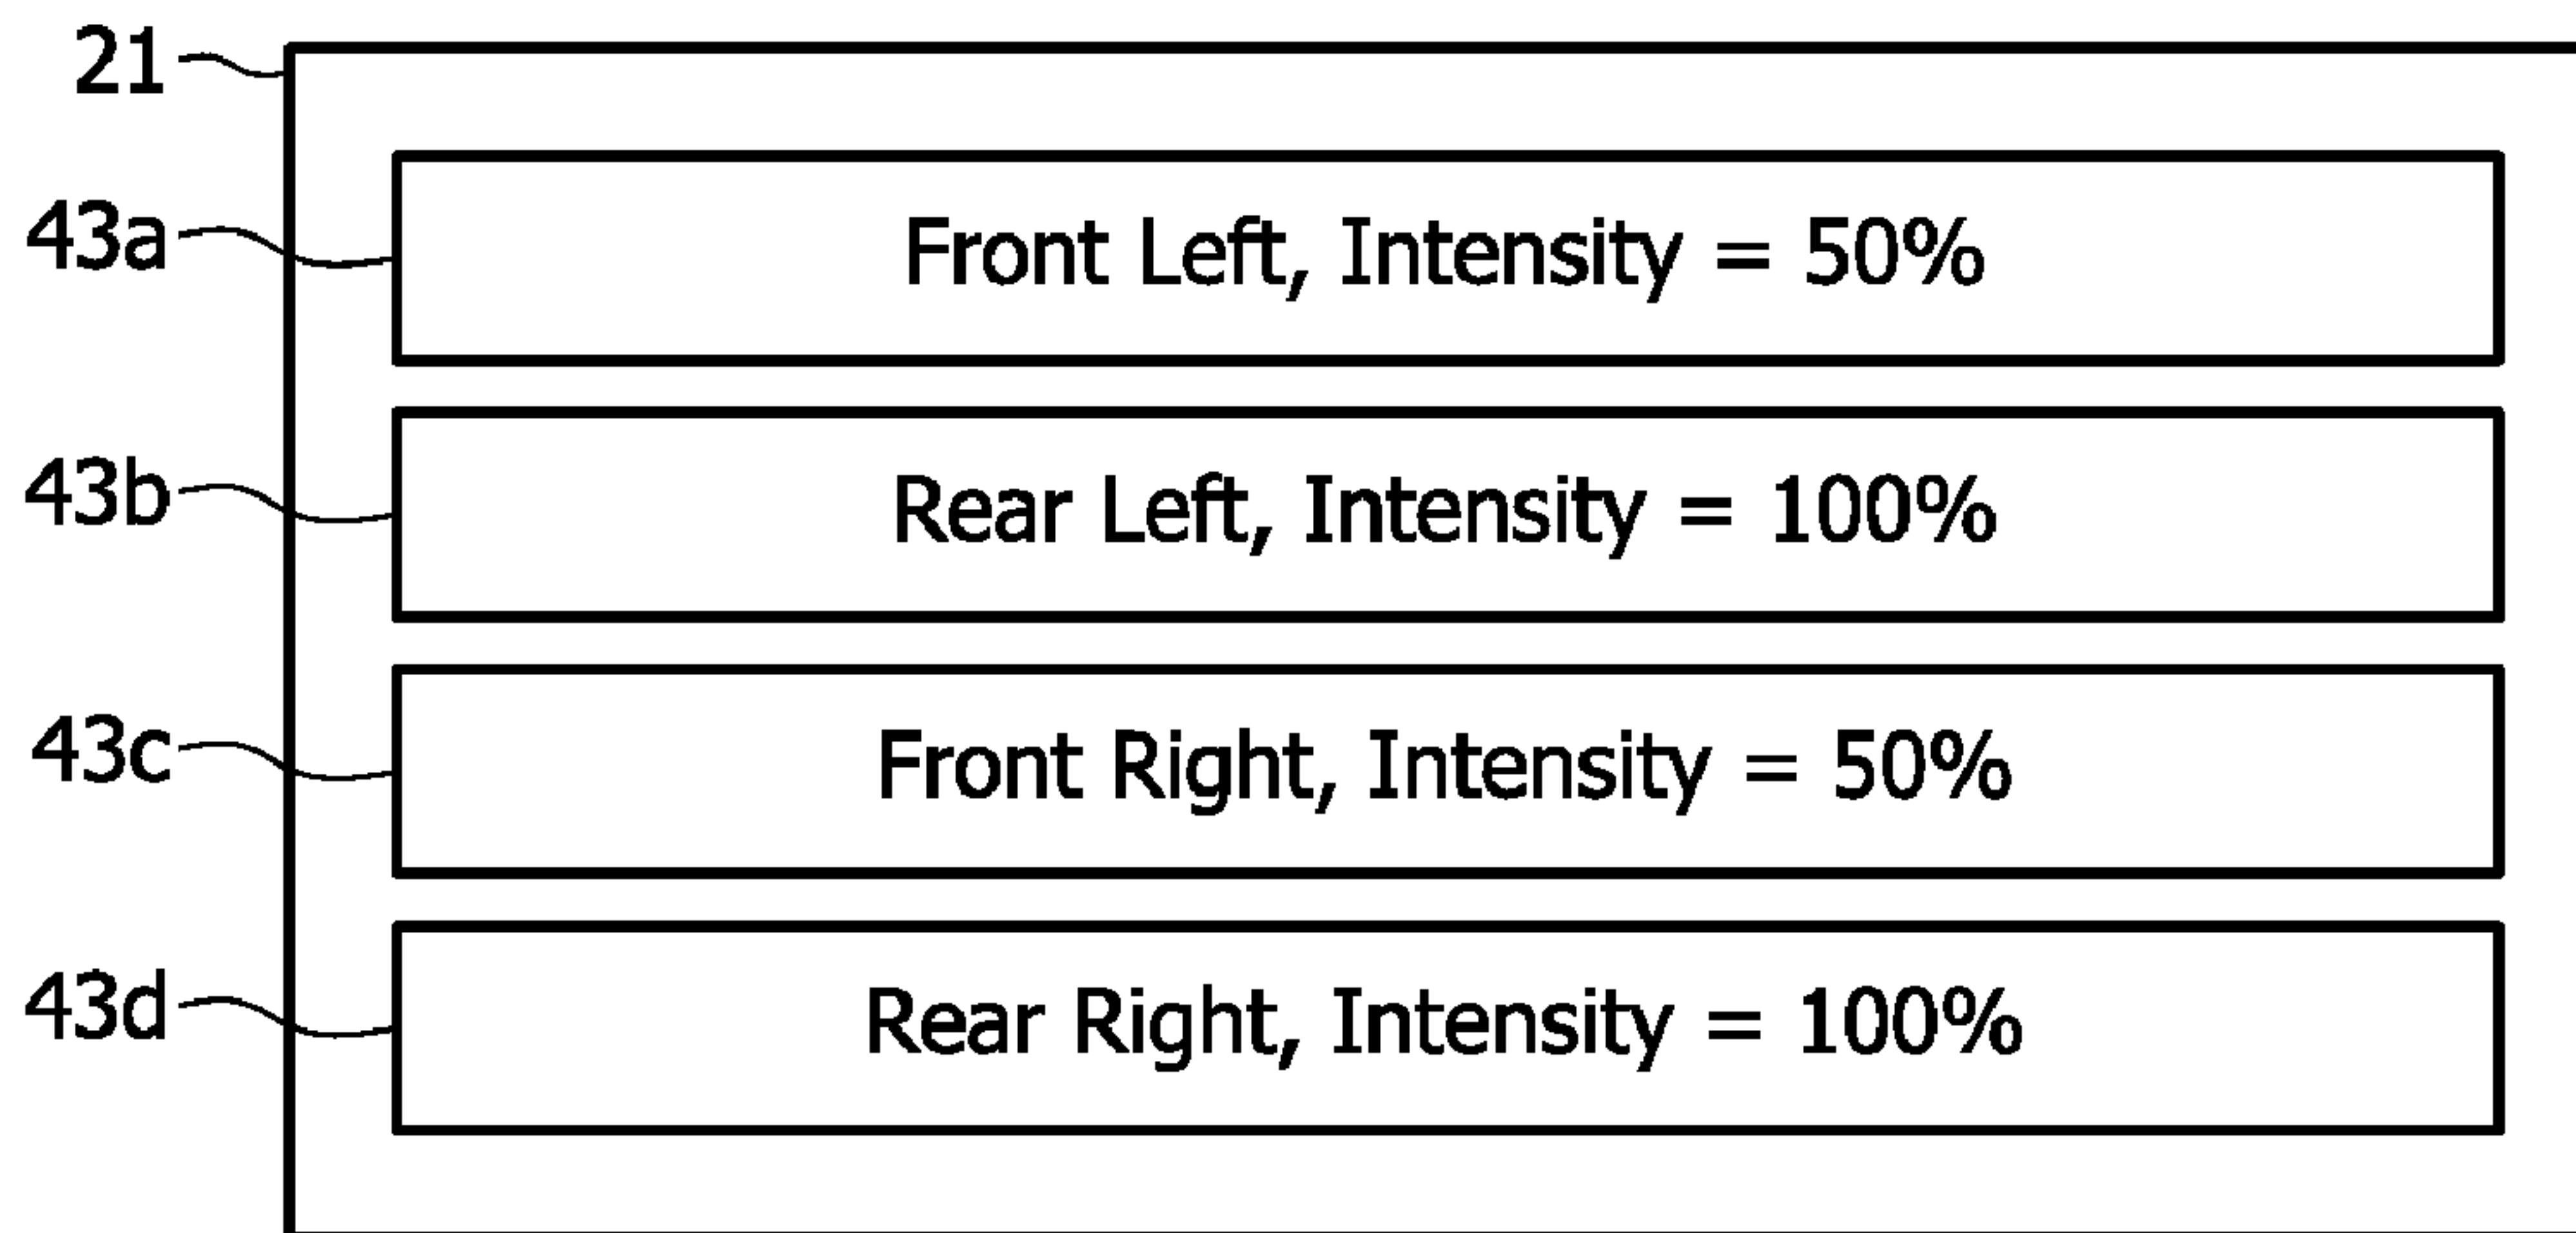 21
43a Front Left, Intensity = 50%
43b Rear Left, Intensity = 100%
43c Front Right, Intensity = 50%
43d Rear Right, Intensity = 100%